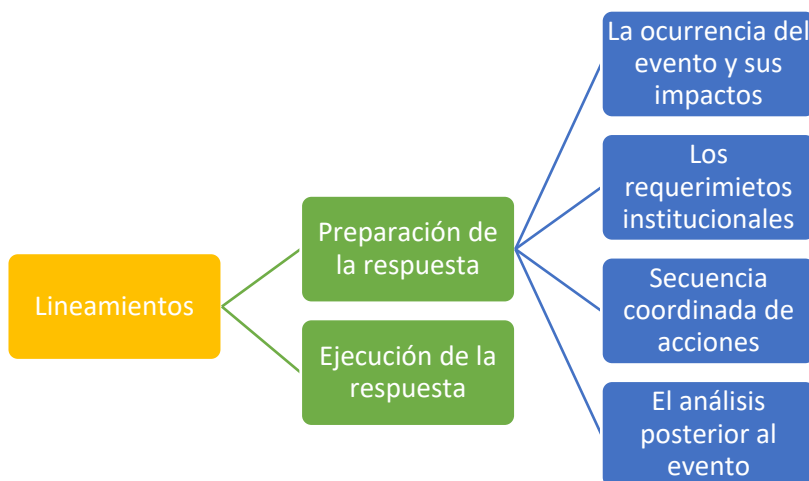 Lineamientos
Preparación de
la respuesta
Ejecución de la
respuesta
La ocurrencia del
evento y sus
impactos
Los
requerimietos
institucionales
Secuencia
coordinada de
acciones
El análisis
posterior al
evento